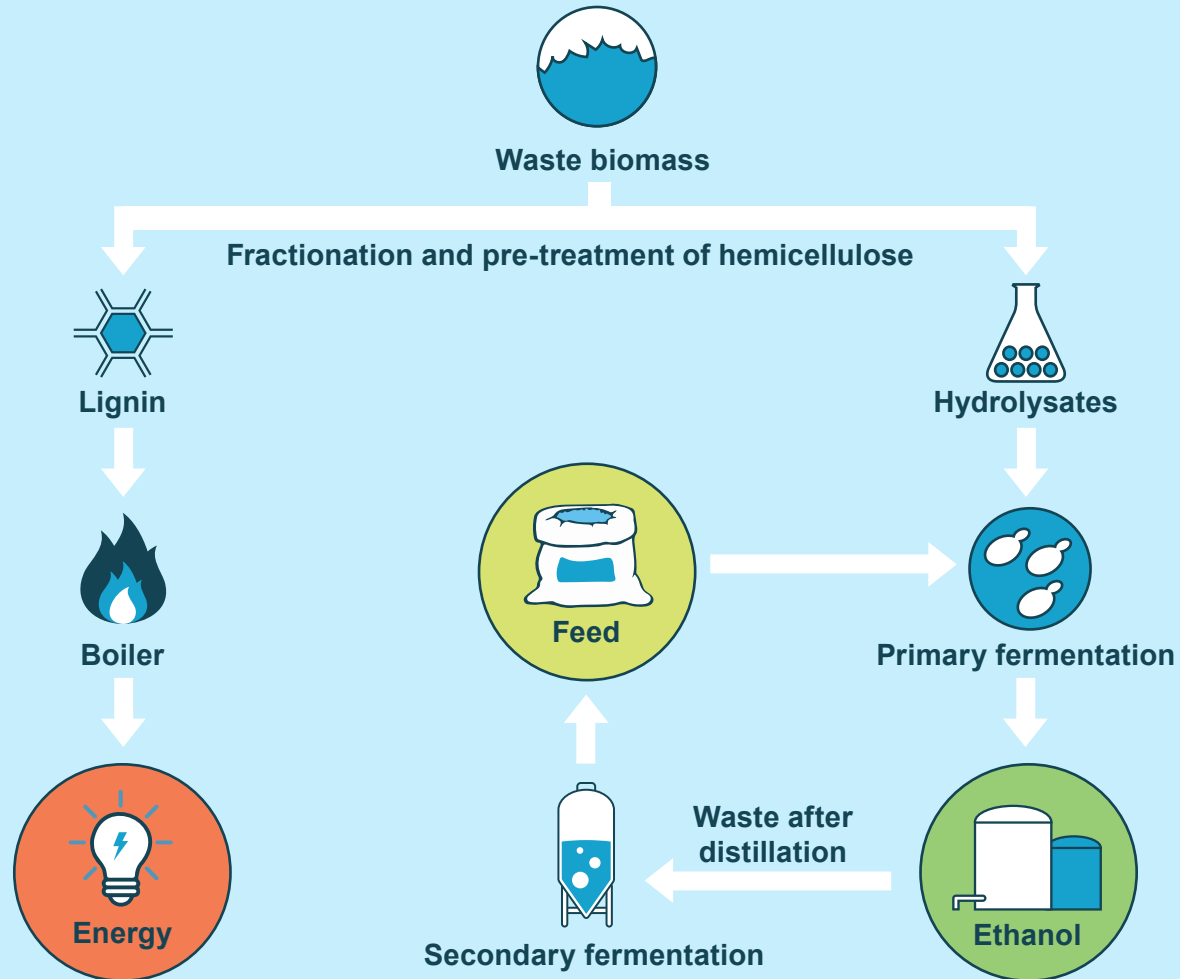 Waste biomass
Fractionation and pre-treatment of hemicellulose
Lignin
Hydrolysates
Feed
Boiler
Primary fermentation
Waste after
distillation
Energy
Secondary fermentation
Ethanol